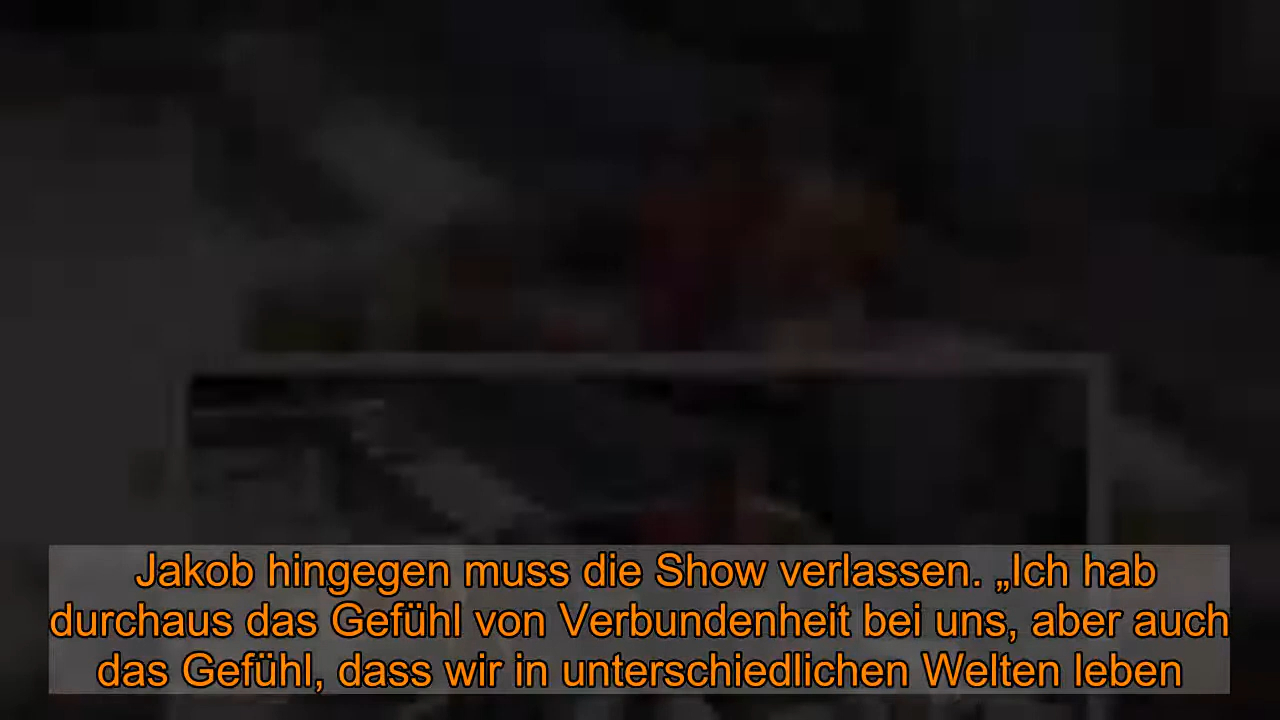 Jakob hingegen muss die Show verlassen. „Ich hab
durchaus das Gefühl von Verbundenheit bei uns, aber auch
das Gefühl, dass wir in unterschiedlichen Welten leben